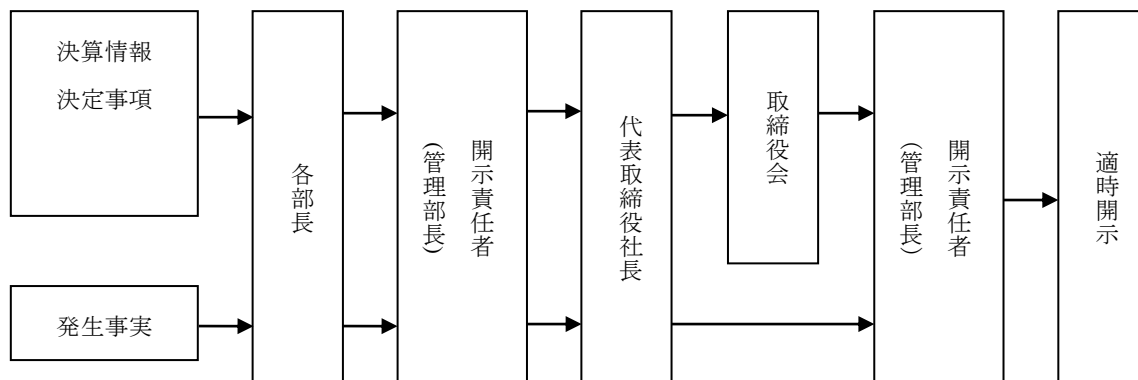 決算情報
決定事項
発生事実
各部長
開示責任者
(管理部長)
代表取締役社長
取締役会
開示責任者
(管理部長)
適時開示